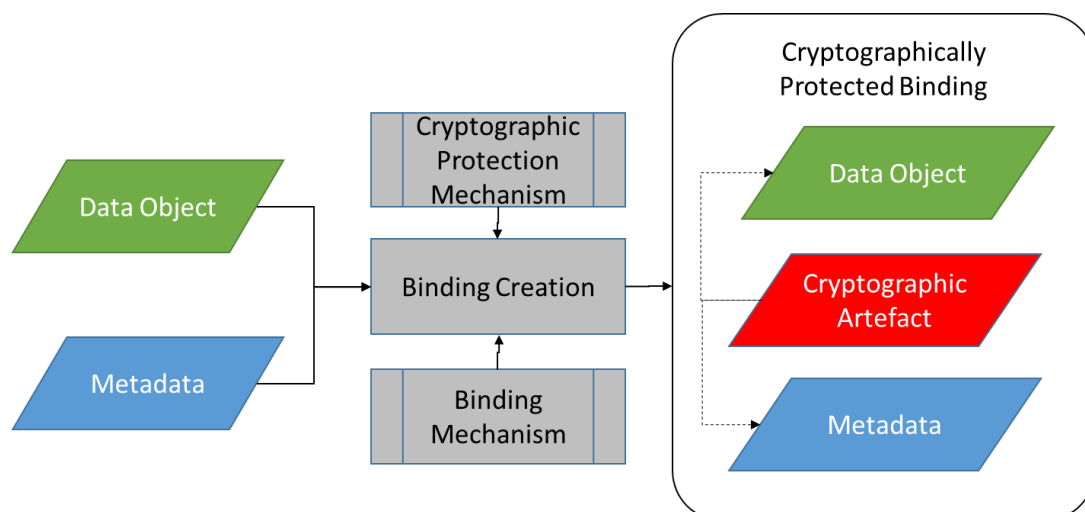 Data Object
Metadata
Cryptographic
Protection
Mechanism
Binding Creation
Binding
Mechanism
Cryptographically
Protected Binding
Data Object
Cryptographic
Artefact
Metadata